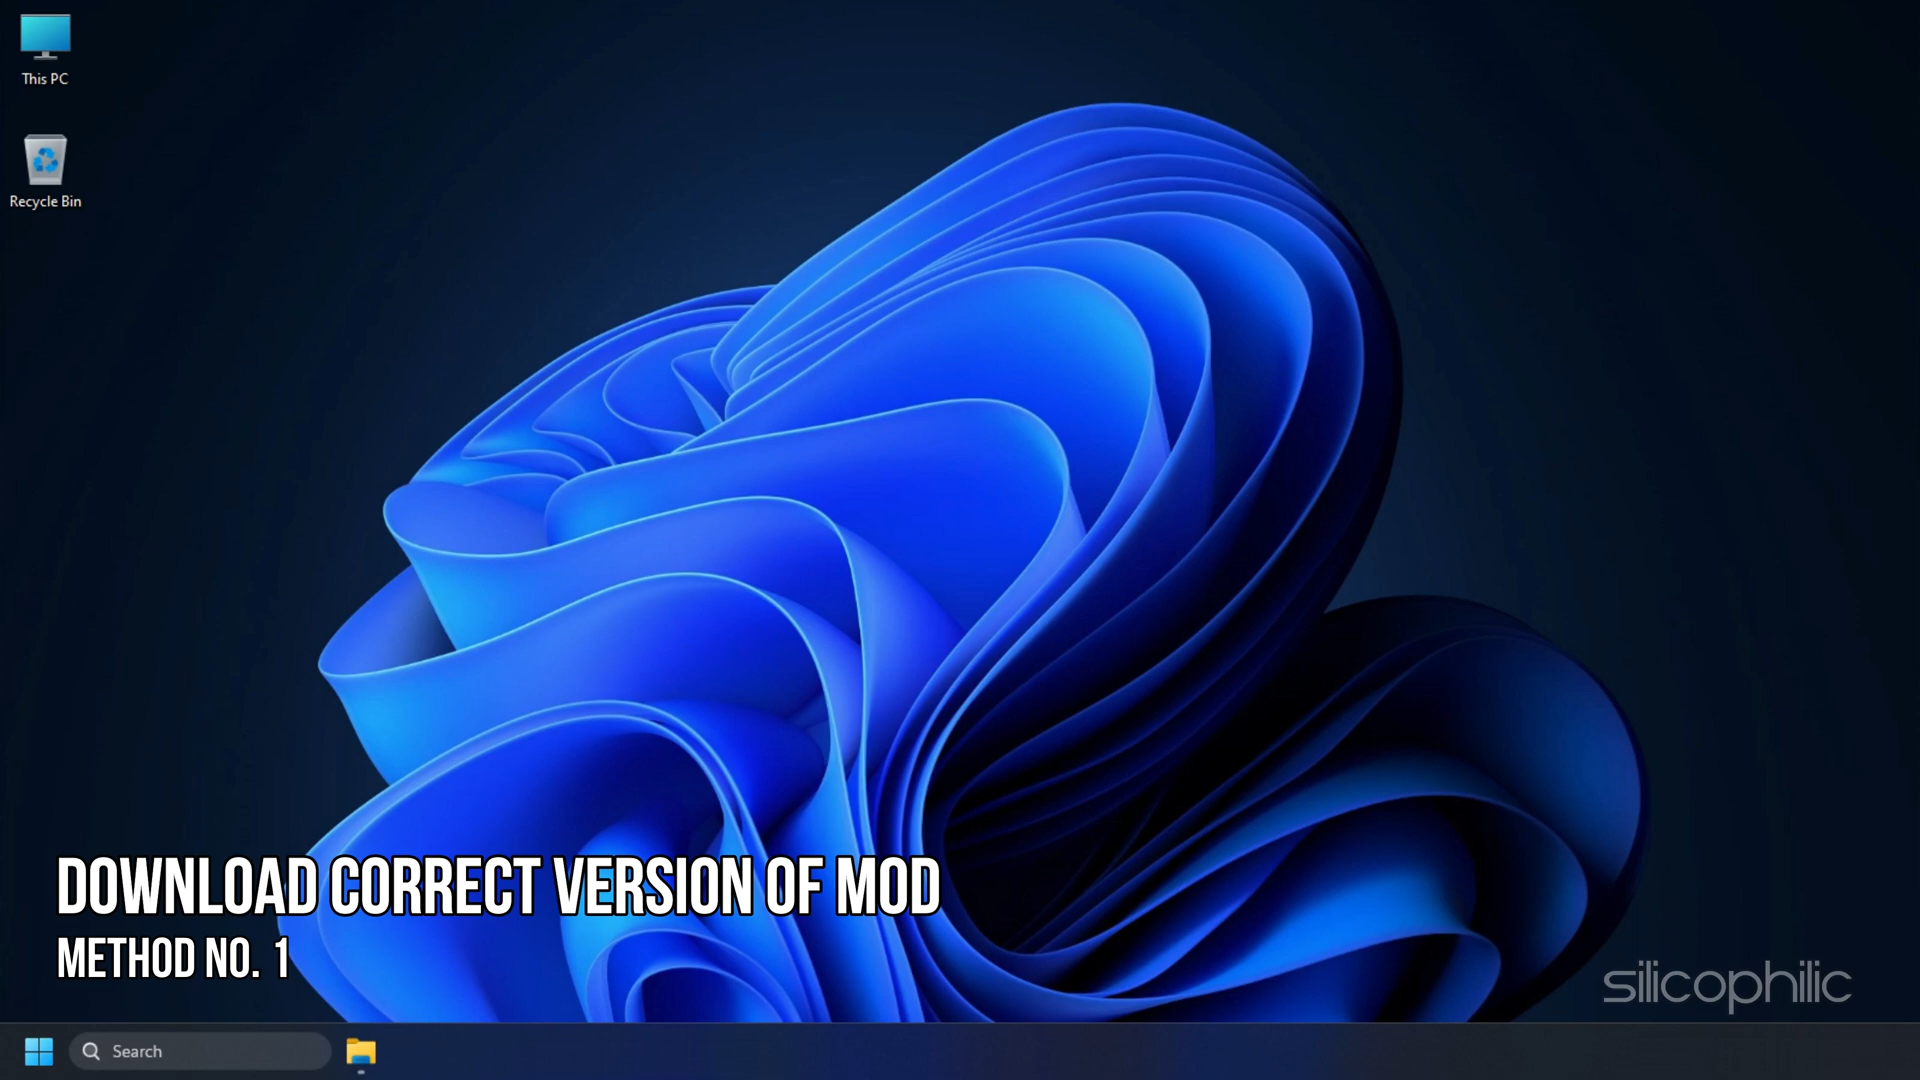 This PC
Recycle Bin
DOWNLOAD CORRECT VERSION OF MOD
METHOD NO. 1
silicophilic
Search